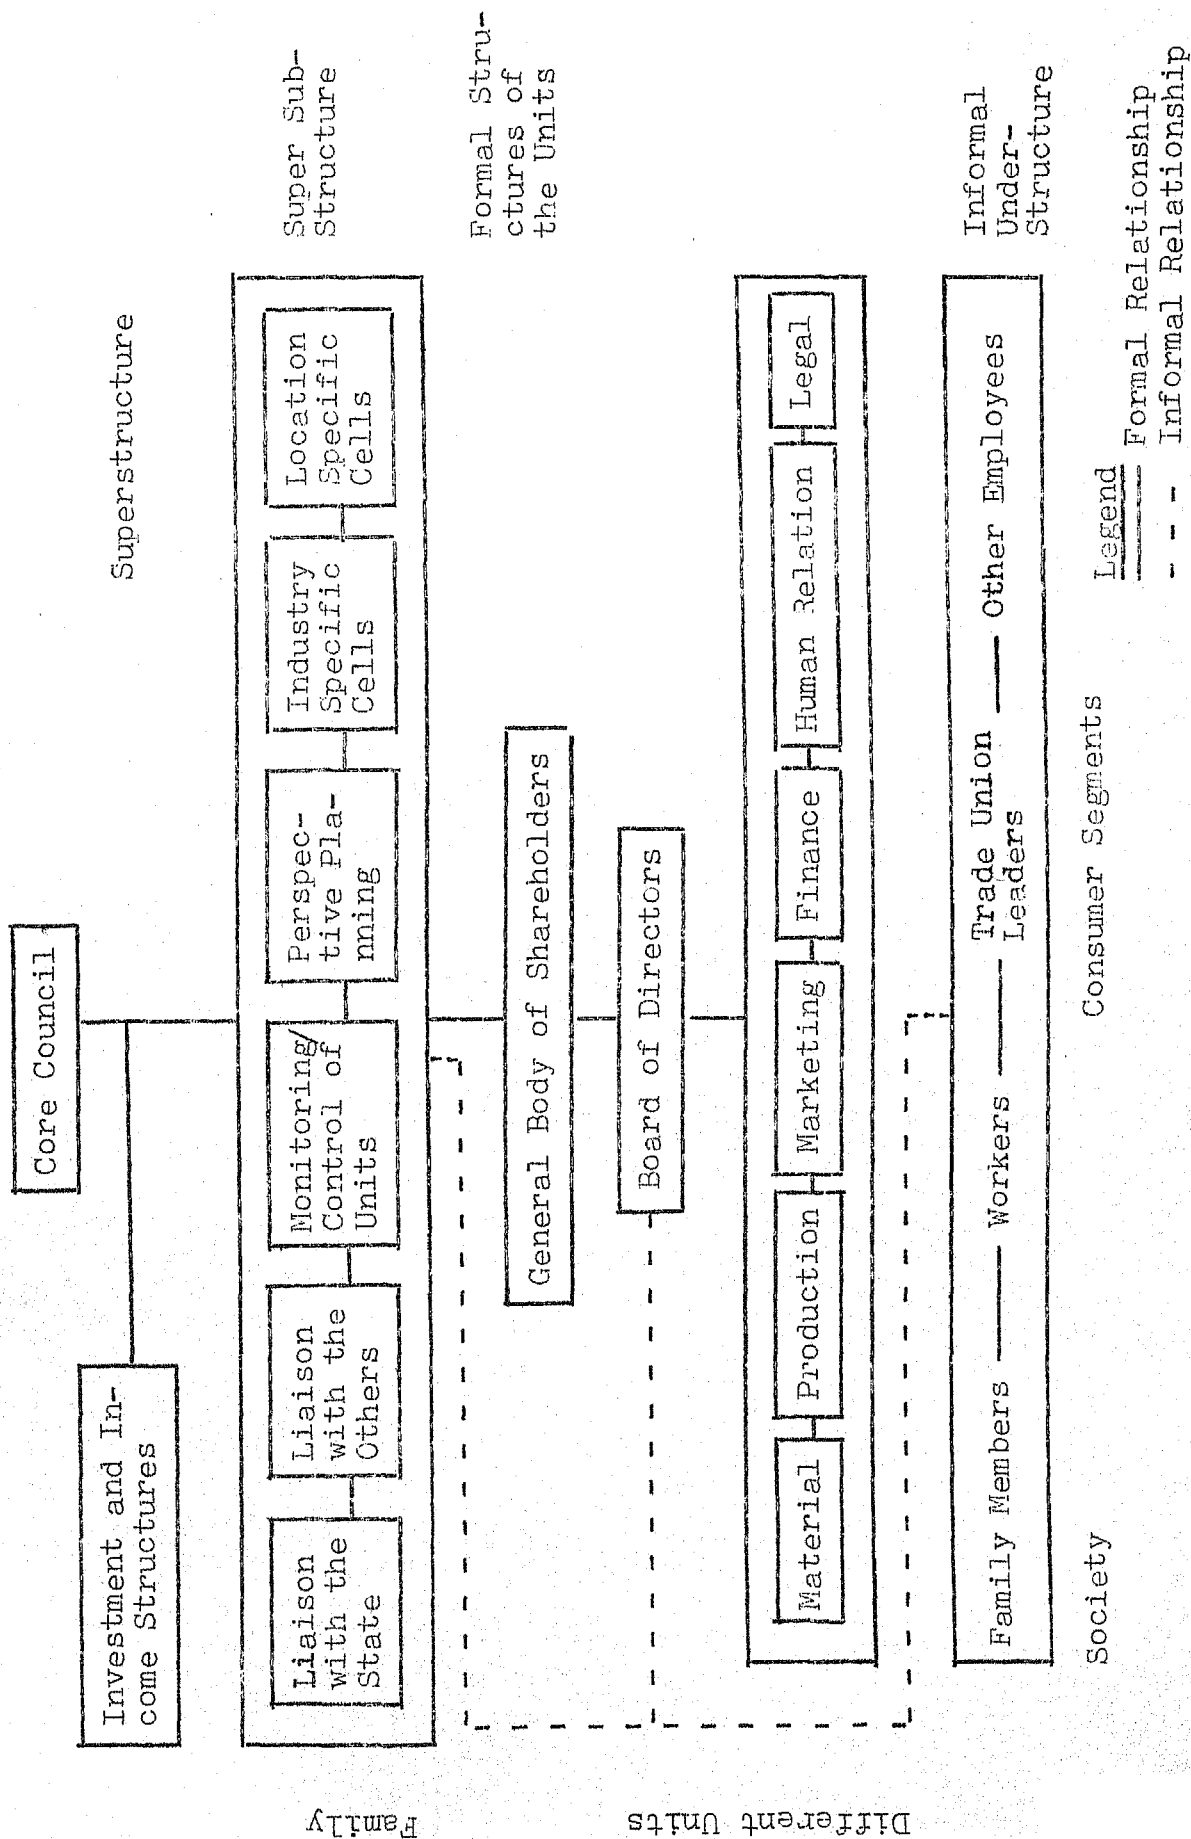 Core Council
Superstructure
Investment and In-
come Structures
Family
Liaison
with the
State
Liaison
with the
Others
Monitoring/
Control of
Units
Perspec-
tive Pla-
nning
Industry
Specific
Cells
Location
Specific
Cells
Super Sub-
Structure
General Body of Shareholders
Formal Stru-
ctures of
the Units
Different Units
Board of Directors
Material
Production
Marketing
Finance
Human Relation
Legal
Family Members
Workers
Trade Union
Leaders
Other Employees
Informal
Under-
Structure
Society
Consumer Segments
Legend
Formal Relationship
Informal Relationship